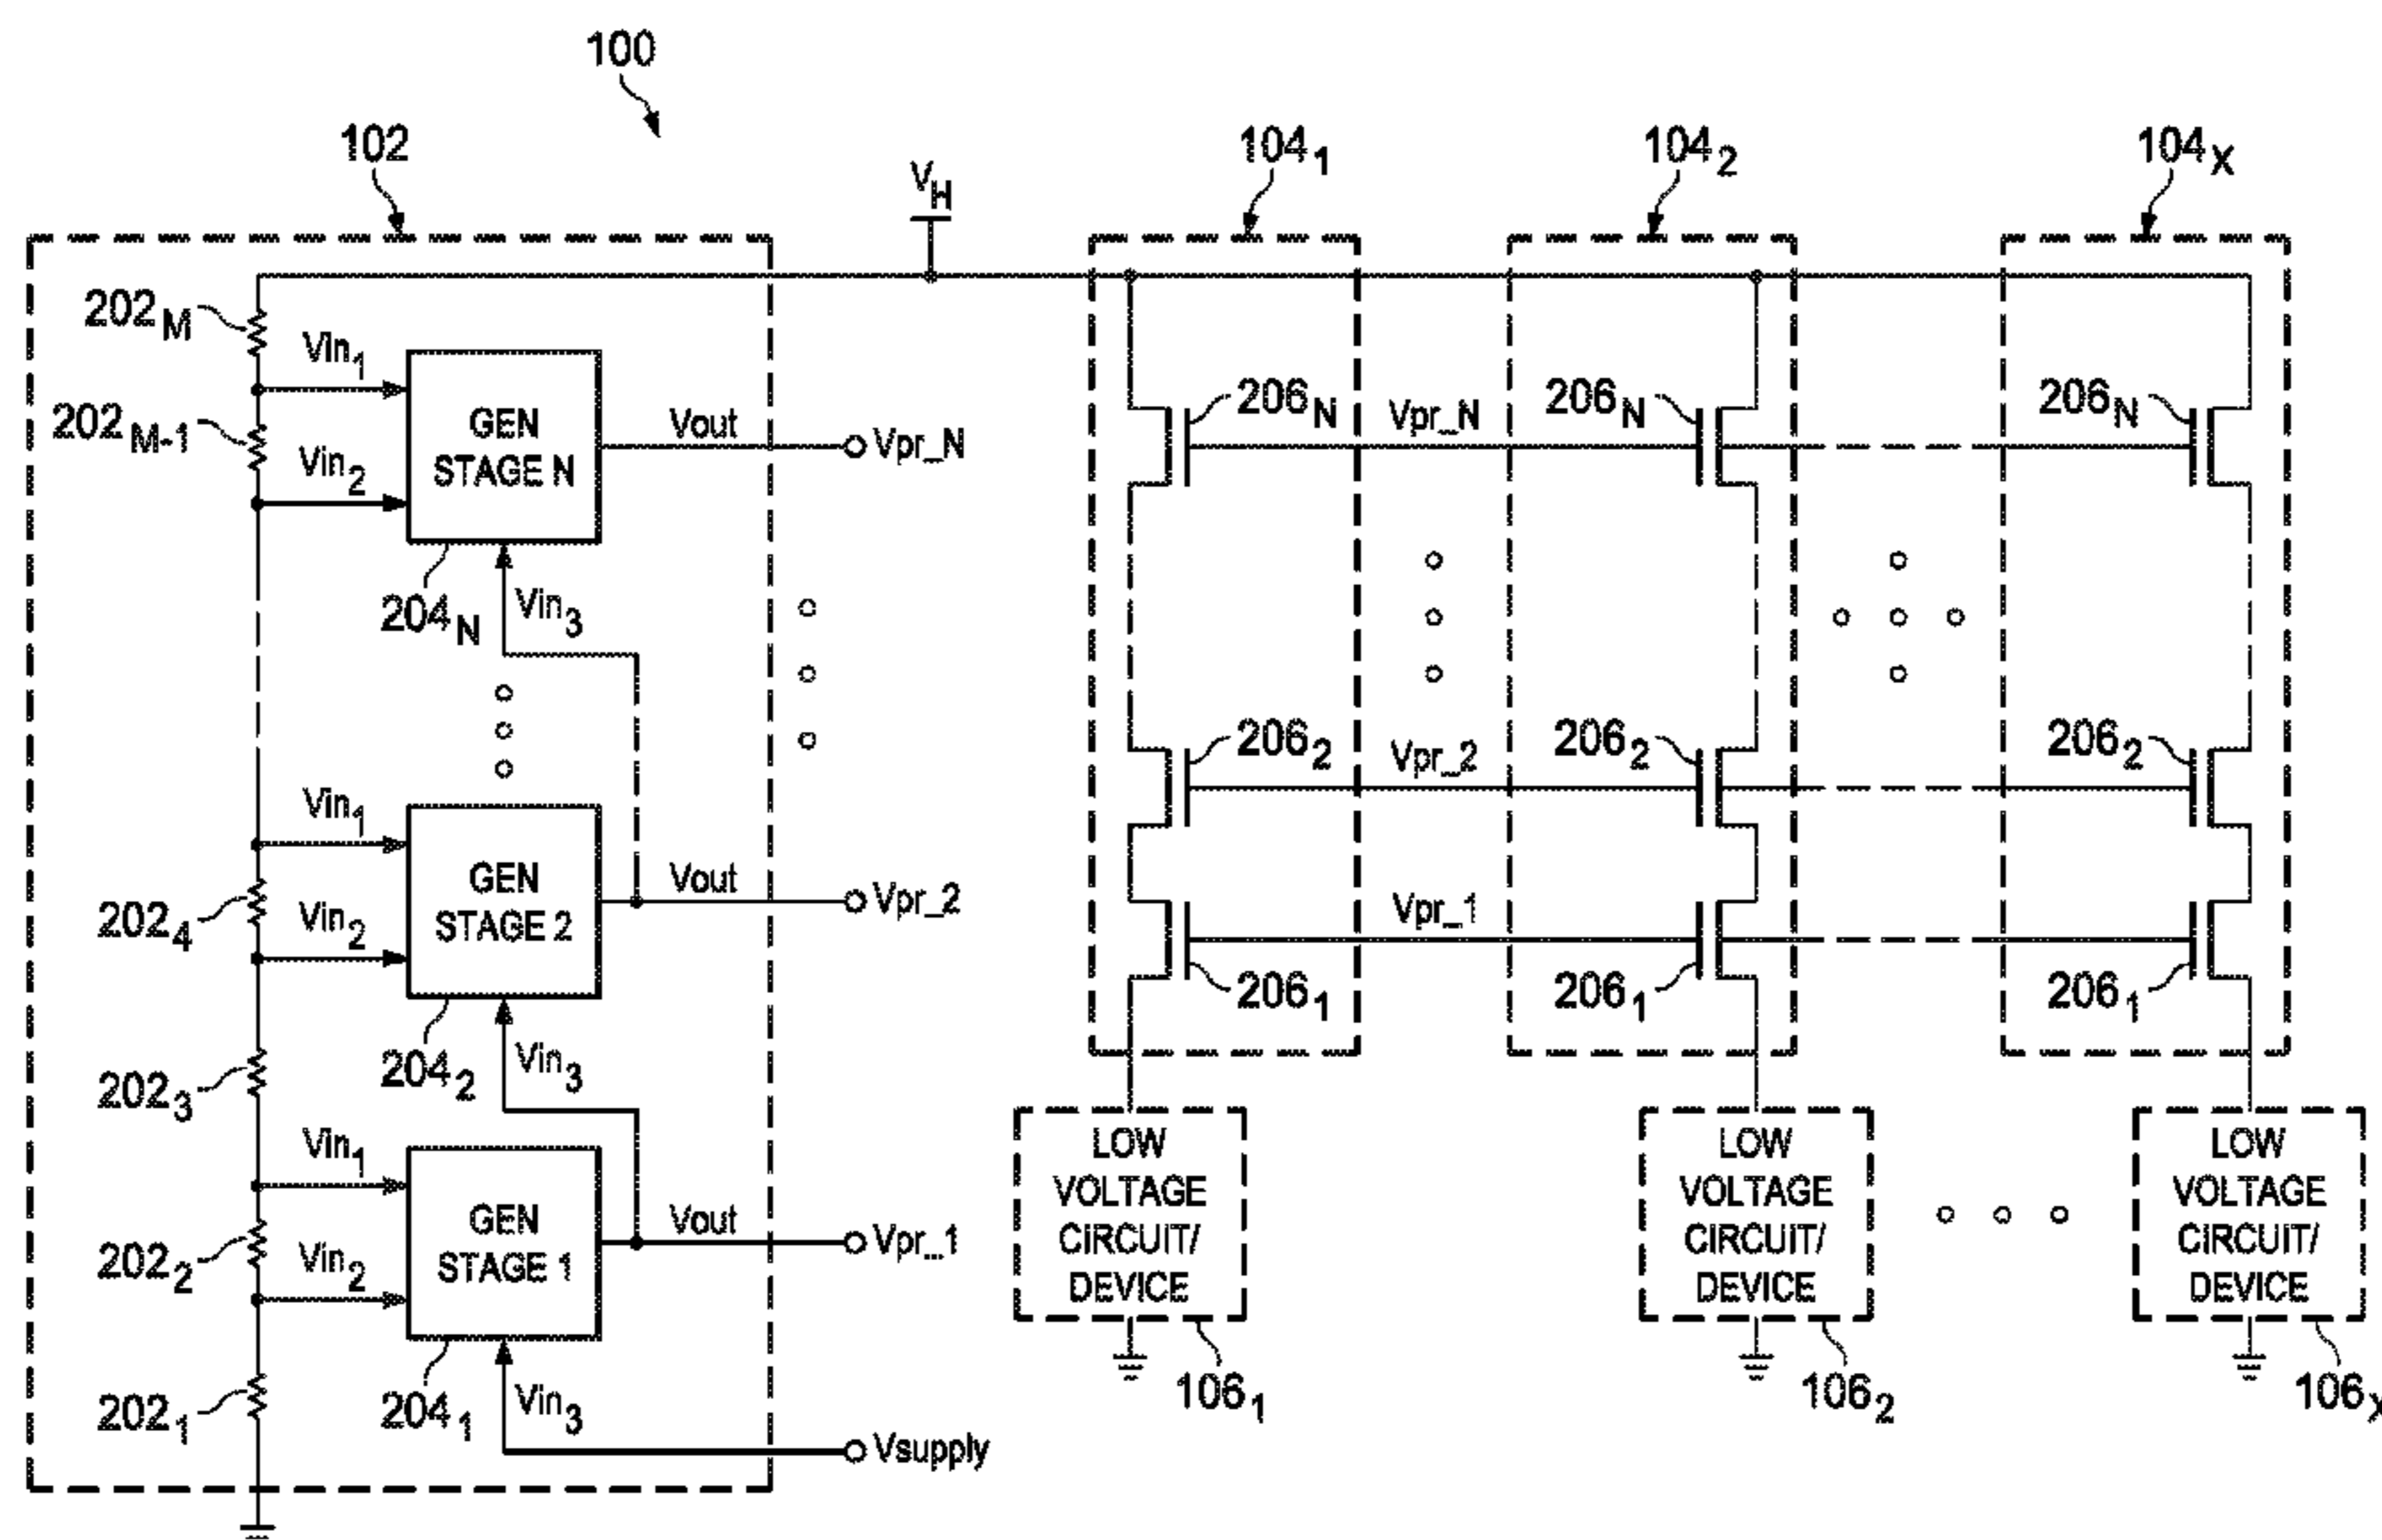 100
102
V_H
104_1
104_2
104_X
202_M
Vin_1
202_M-1
Vin_2
GEN
STAGE N
Vout
Vpr_N
204_N
Vin_3
206_N
Vpr_N
206_N
206_N
Vin_1
202_4
Vin_2
GEN
STAGE 2
Vout
Vpr_2
204_2
Vin_3
206_2
Vpr_2
206_2
206_2
Vpr_1
206_1
206_1
206_1
202_3
Vin_1
202_2
Vin_2
GEN
STAGE 1
Vout
Vpr_1
202_1
204_1
Vin_3
Vsupply
LOW
VOLTAGE
CIRCUIT/
DEVICE
106_1
LOW
VOLTAGE
CIRCUIT/
DEVICE
106_2
LOW
VOLTAGE
CIRCUIT/
DEVICE
106_X